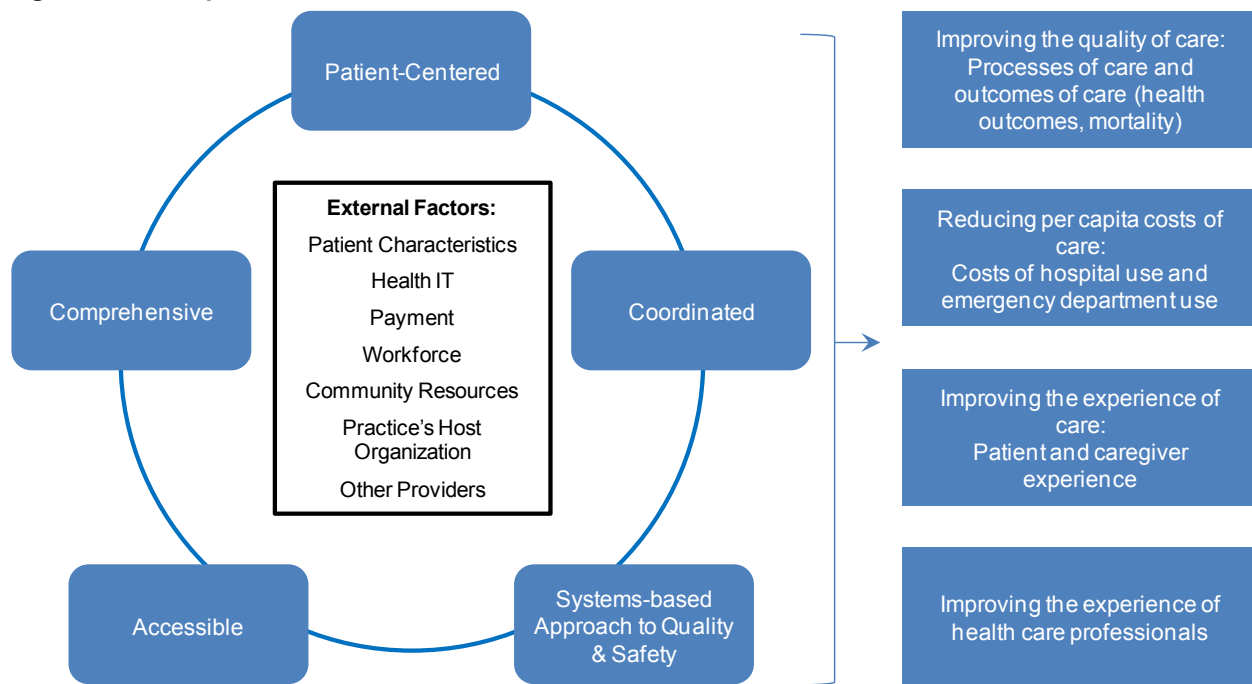 Patient-Centered
External Factors:
Patient Characteristics
Health IT
Payment
Workforce
Community Resources
Practice's Host
Organization
Other Providers
Comprehensive
Coordinated
Accessible
Systems-based
Approach to Quality
& Safety
Improving the quality of care:
Processes of care and
outcomes of care (health
outcomes, mortality)
Reducing per capita costs of
care:
Costs of hospital use and
emergency department use
Improving the experience of
care:
Patient and caregiver
experience
Improving the experience of
health care professionals